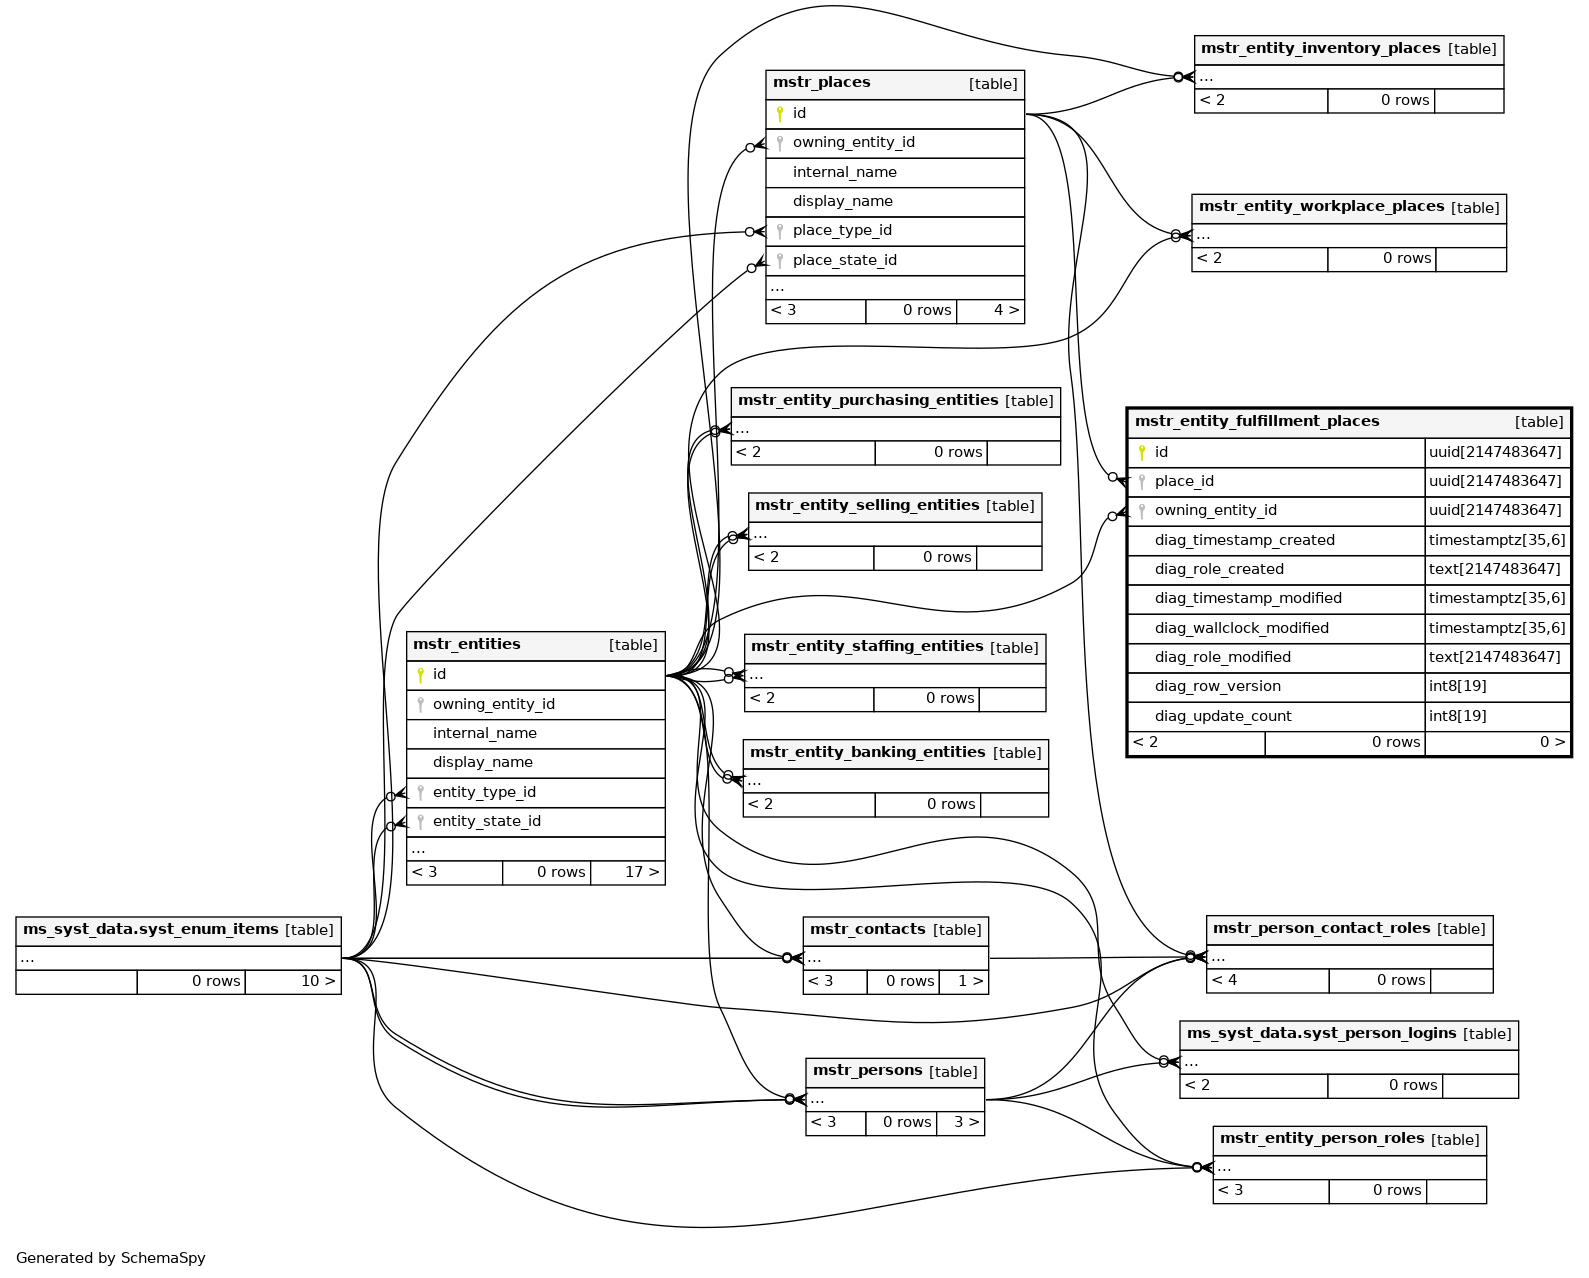 mstr_entity_inventory_places [table]
...
< 2 0 rows
mstr_places [table]
id
owning_entity_id
internal_name
display_name
place_type_id
place_state_id
...
< 3 0 rows 4 >
mstr_entity_workplace_places [table]
...
< 2 0 rows
mstr_entity_purchasing_entities [table]
...
< 2 0 rows
mstr_entity_fulfillment_places [table]
id uuid[2147483647]
place_id uuid[2147483647]
owning_entity_id uuid[2147483647]
diag_timestamp_created timestamptz[35,6]
diag_role_created text[2147483647]
diag_timestamp_modified timestamptz[35,6]
diag_wallclock_modified timestamptz[35,6]
diag_role_modified text[2147483647]
diag_row_version int8[19]
diag_update_count int8[19]
< 2 0 rows 0 >
mstr_entity_selling_entities [table]
...
< 2 0 rows
mstr_entities [table]
id
owning_entity_id
internal_name
display_name
entity_type_id
entity_state_id
...
< 3 0 rows 17 >
mstr_entity_staffing_entities [table]
...
< 2 0 rows
mstr_entity_banking_entities [table]
...
< 2 0 rows
ms_syst_data.syst_enum_items [table]
...
0 rows 10 >
mstr_contacts [table]
...
< 3 0 rows 1 >
mstr_person_contact_roles [table]
...
< 4 0 rows
ms_syst_data.syst_person_logins [table]
...
< 2 0 rows
mstr_persons [table]
...
< 3 0 rows 3 >
mstr_entity_person_roles [table]
...
< 3 0 rows
Generated by SchemaSpy